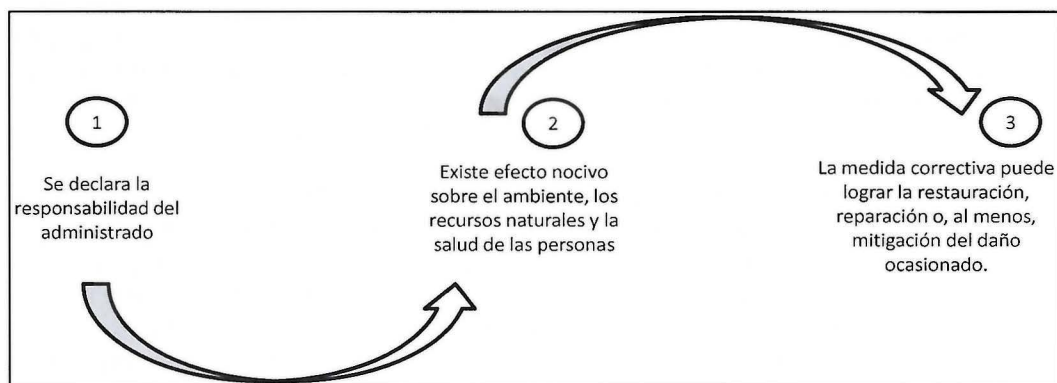 1
Se declara la
responsabilidad del
administrado
2
Existe efecto nocivo
sobre el ambiente, los
recursos naturales y la
salud de las personas
3
La medida correctiva puede
lograr la restauración,
reparación o, al menos,
mitigación del daño
ocasionado.